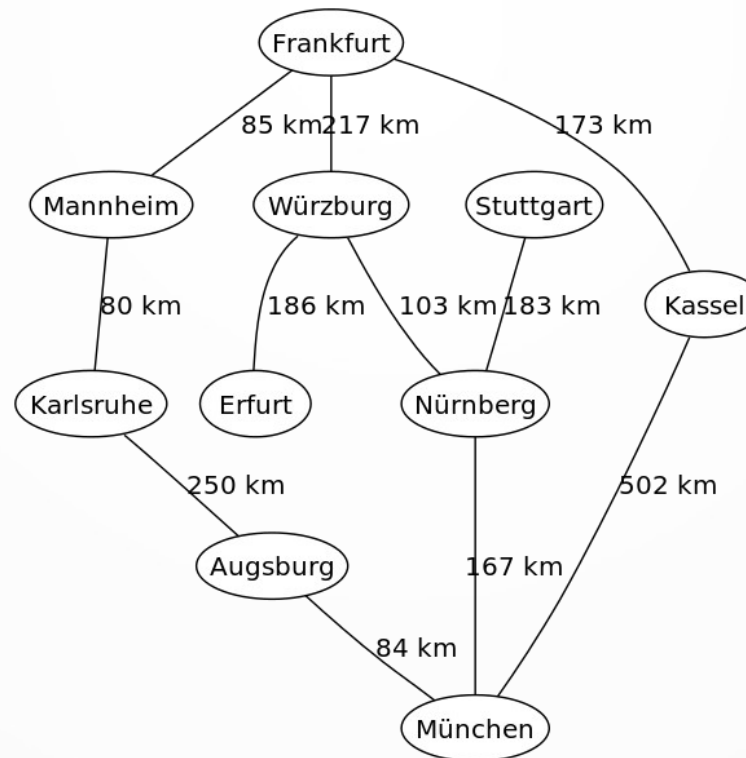 Frankfurt
85 km
217 km
173 km
Mannheim
Würzburg
Stuttgart
Kassel
80 km
186 km
103 km
183 km
Karlsruhe
Erfurt
Nürnberg
250 km
502 km
Augsburg
167 km
84 km
München